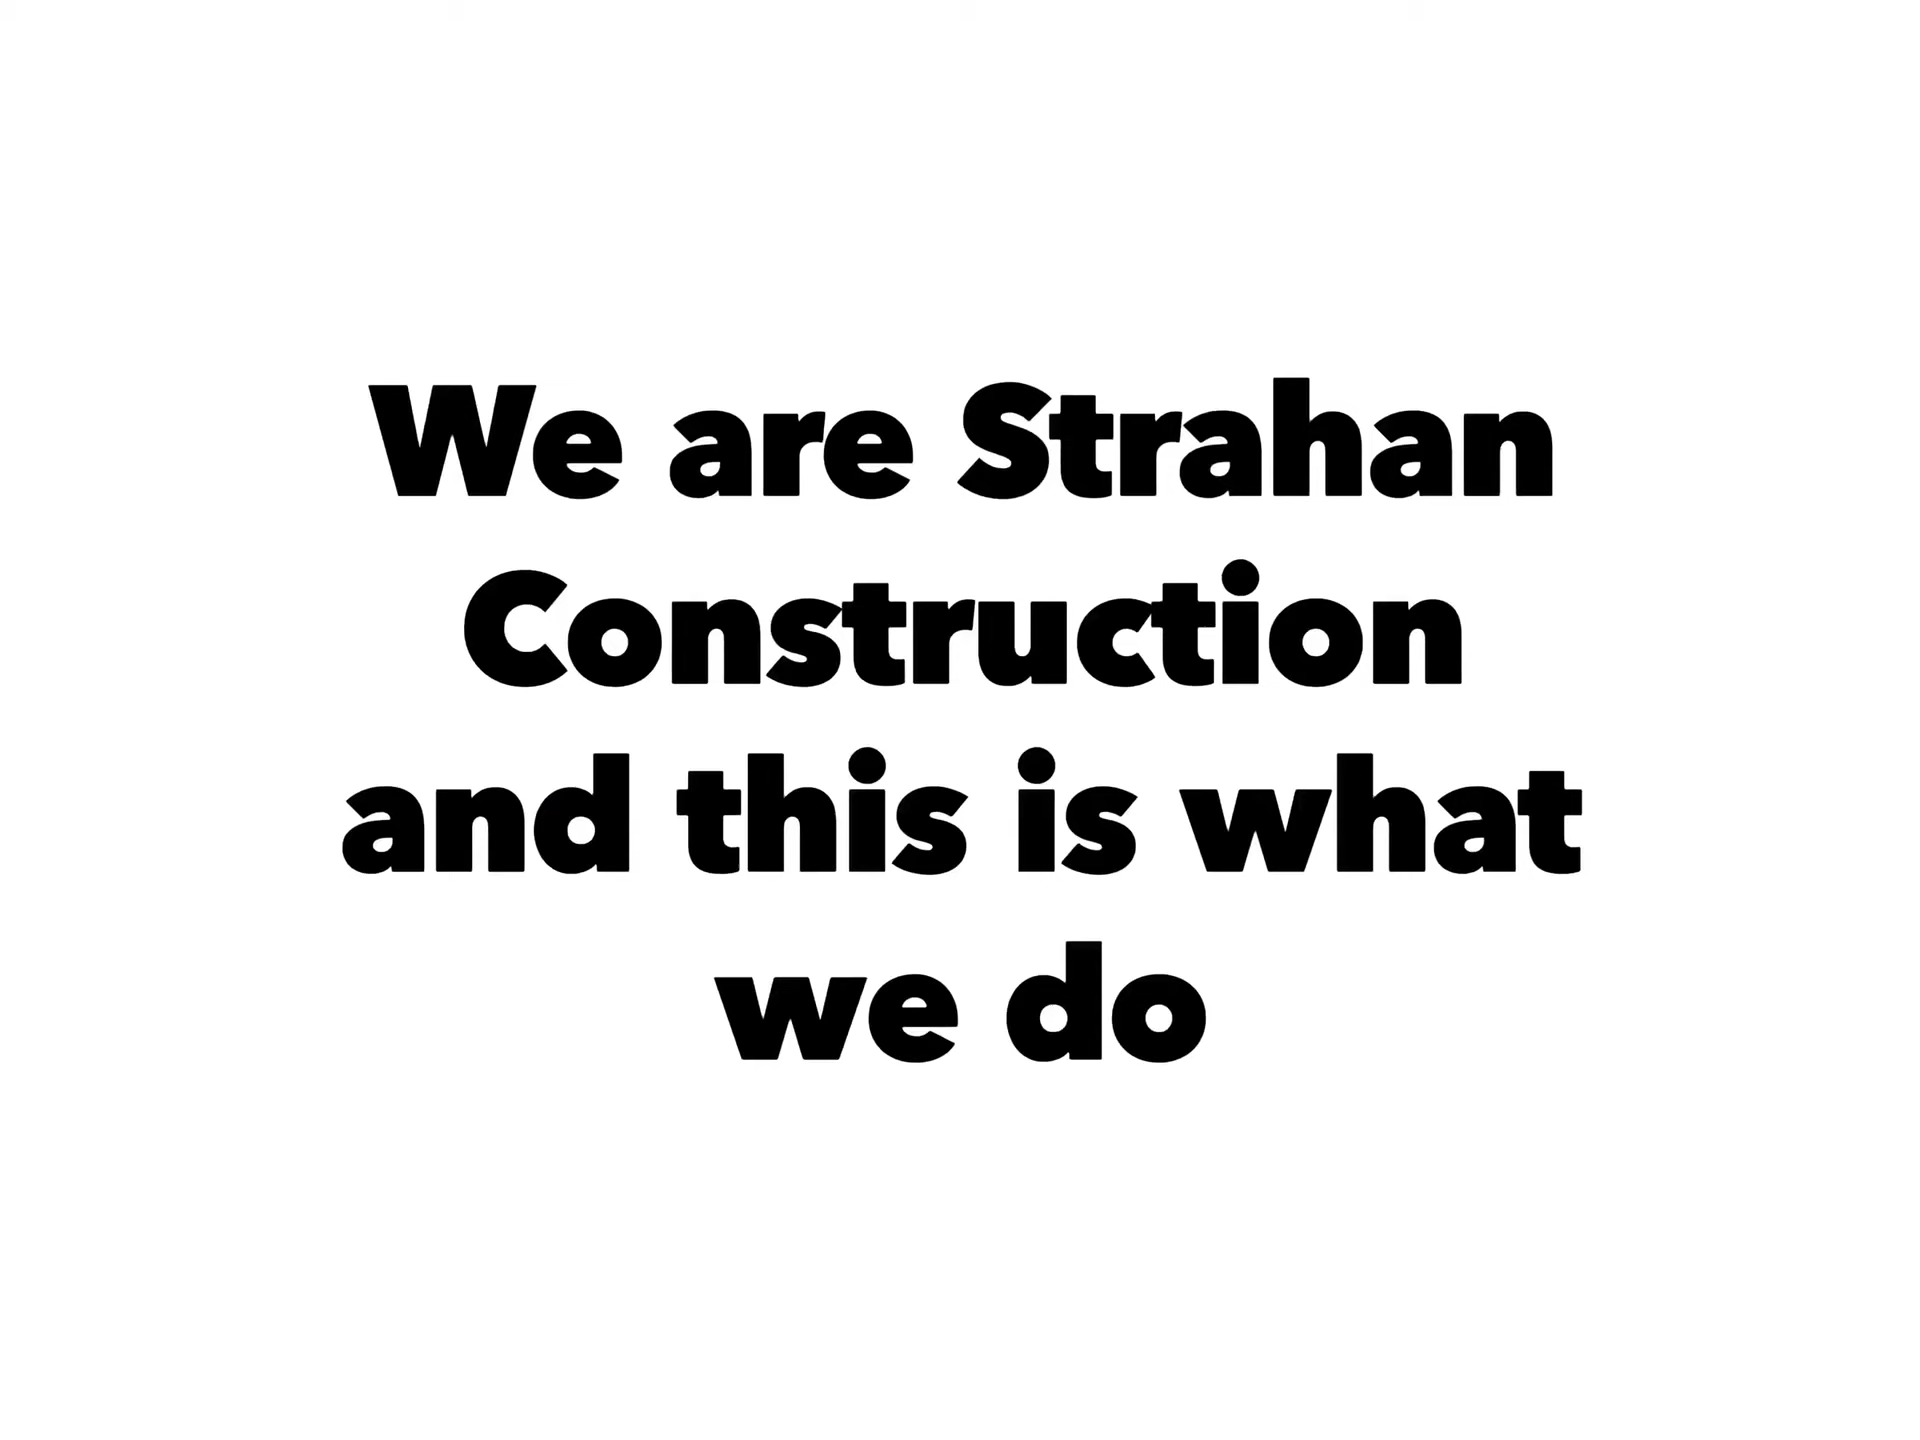 We are Strahan
Construction
and this is what
we do